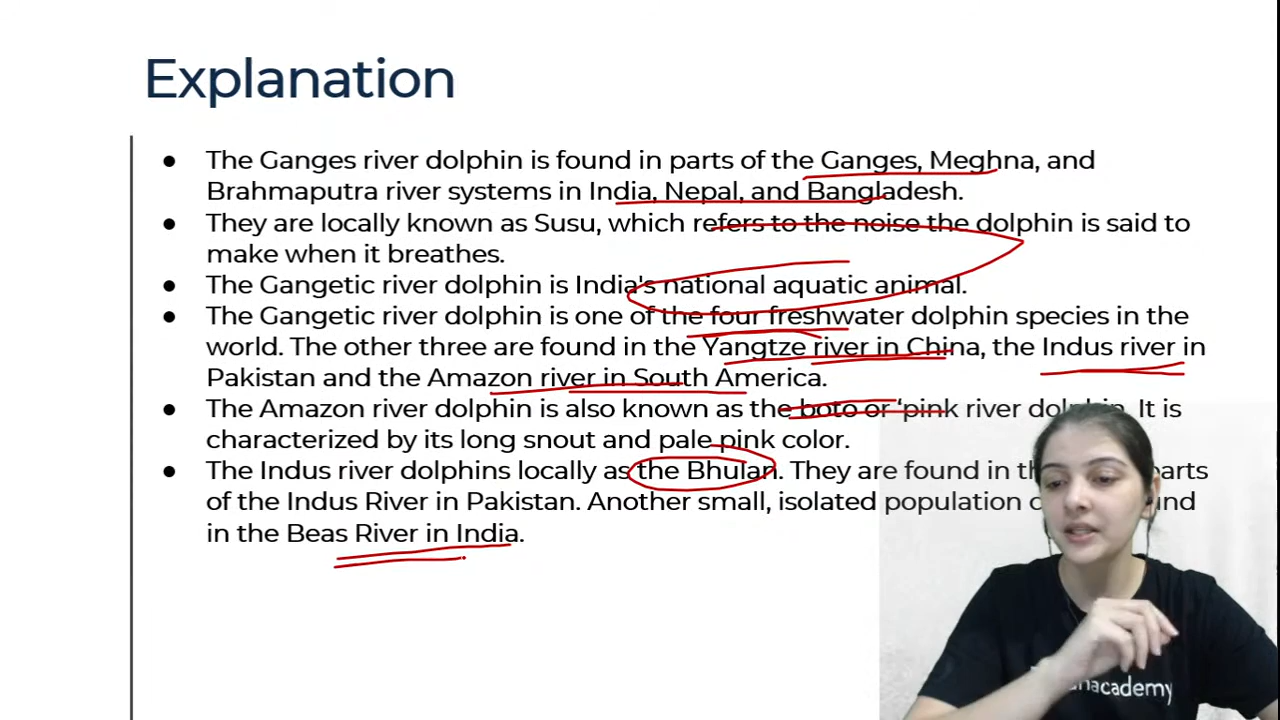 Explanation
● The Ganges river dolphin is found in parts of the Ganges, Meghna, and
Brahmaputra river systems in India, Nepal, and Bangladesh.
● They are locally known as Susu, which refers to the noise the dolphin is said to
make when it breathes.
● The Gangetic river dolphin is India's national aquatic animal.
● The Gangetic river dolphin is one of the four freshwater dolphin species in the
world. The other three are found in the Yangtze river in China, the Indus river in
Pakistan and the Amazon river in South America.
● The Amazon river dolphin is also known as the boto or ‘pink river dolphin. It is
characterized by its long snout and pale pink color.
● The Indus river dolphins locally as the Bhulan. They are found in parts
of the Indus River in Pakistan. Another small, isolated population
in the Beas River in India.